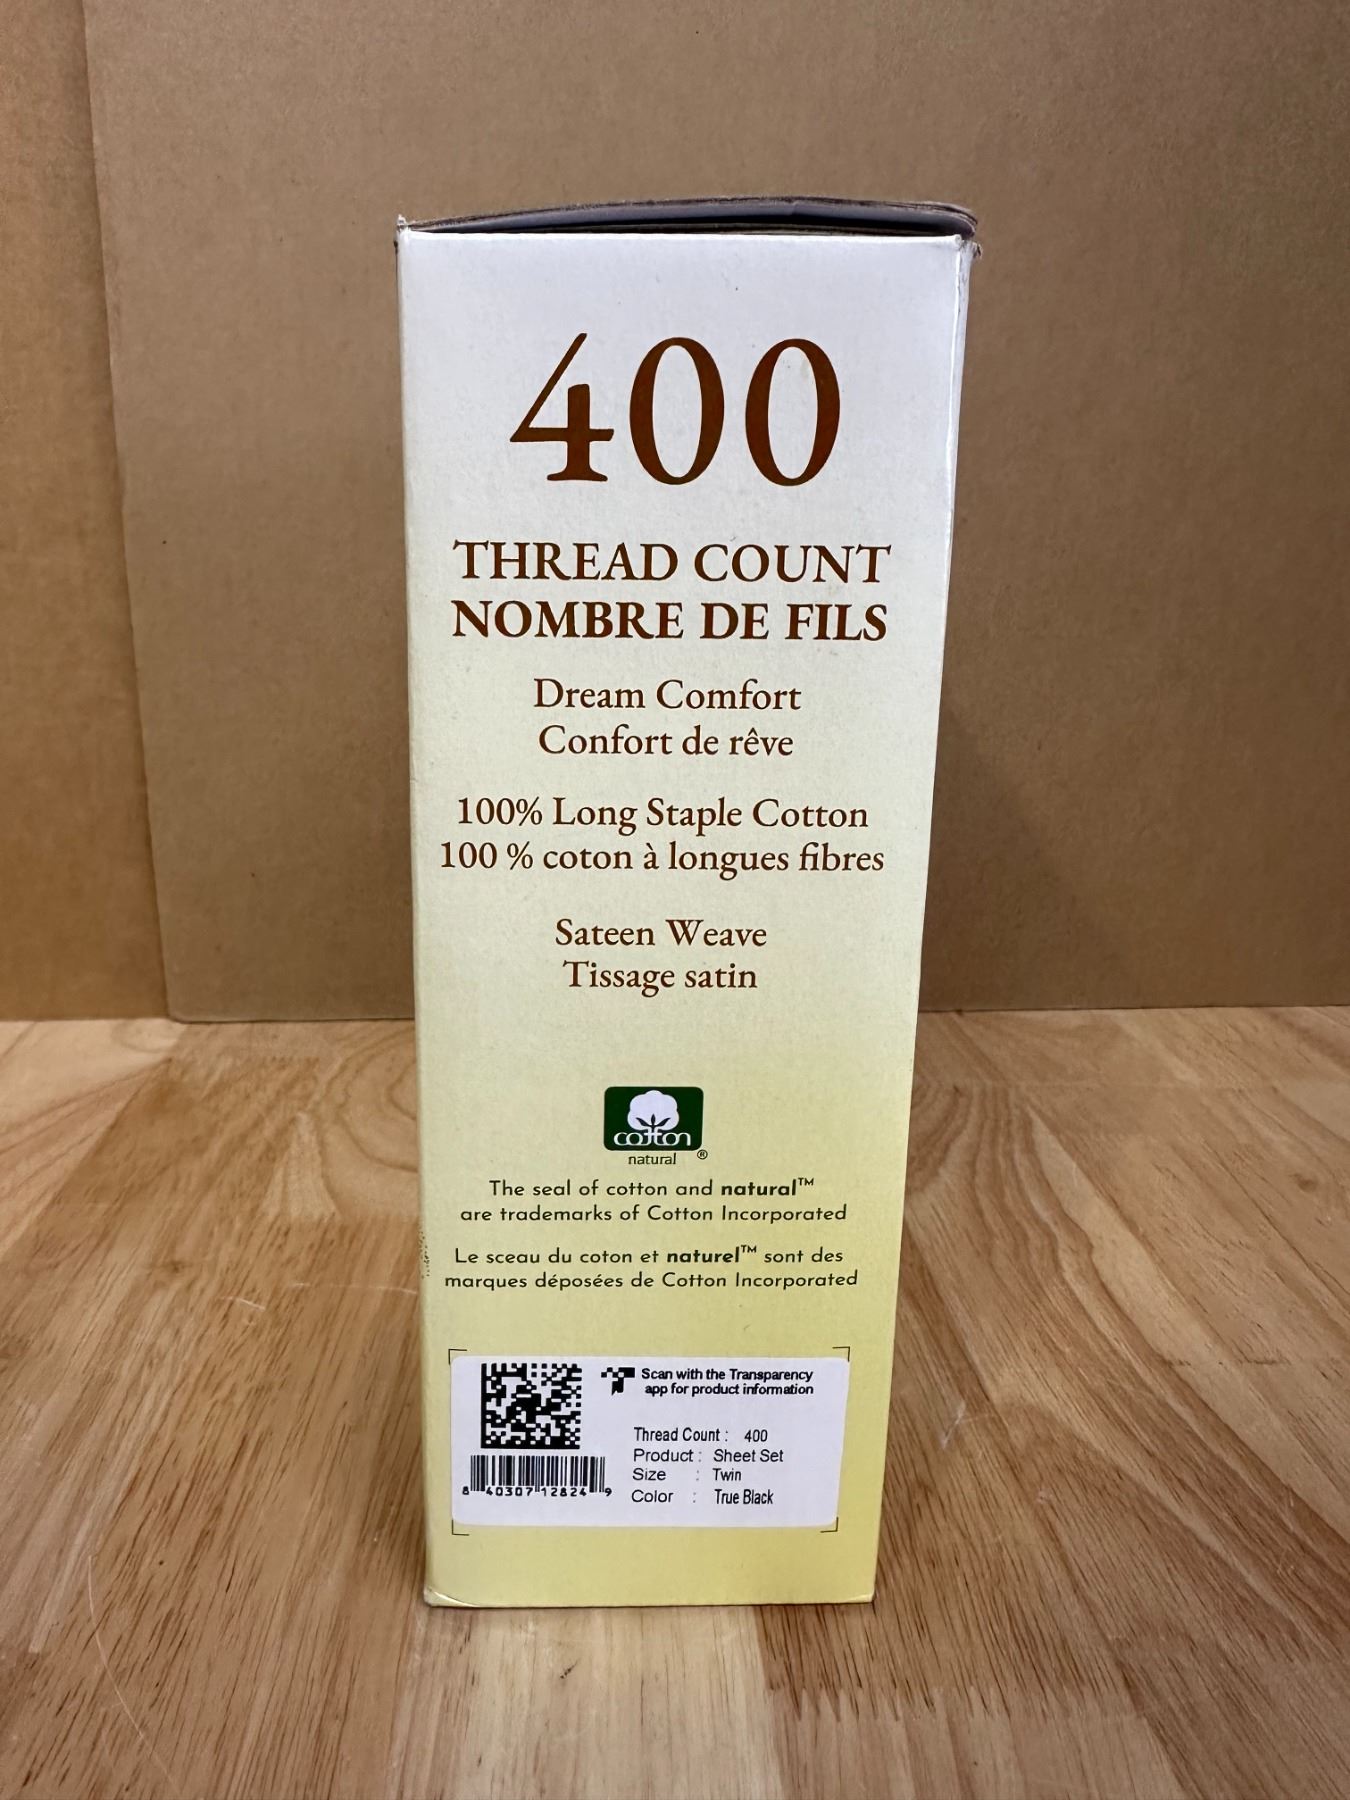 400
THREAD COUNT
NOMBRE DE FILS
Dream Comfort
Confort de rêve
100% Long Staple Cotton
100 % coton à longues fibres
Sateen Weave
Tissage satin
cotton
natural ®
The seal of cotton and natural™
are trademarks of Cotton Incorporated
Le sceau du coton et naturel™ sont des
marques déposées de Cotton Incorporated
Scan with the Transparency
app for product information
Thread Count : 400
Product : Sheet Set
Size : Twin
Color : True Black
8 40307 12824 9